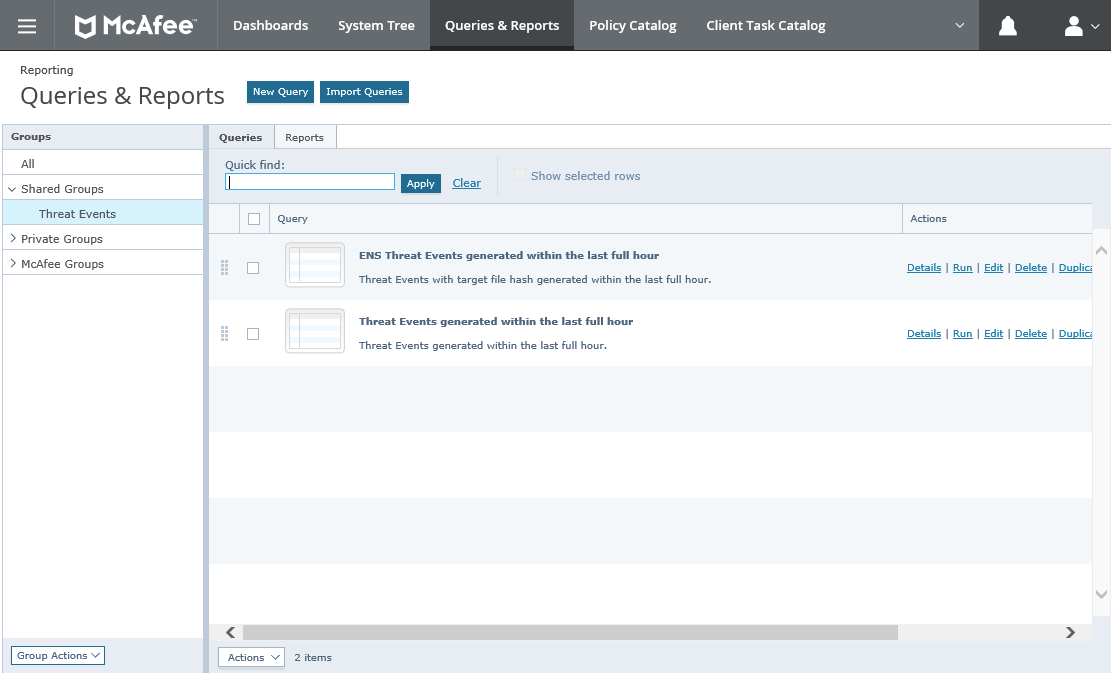 McAfee™ Dashboards System Tree Queries & Reports Policy Catalog Client Task Catalog
Reporting
Queries & Reports New Query Import Queries
Groups
All
Shared Groups
Threat Events
Private Groups
McAfee Groups
Group Actions
Queries Reports
Quick find:
Apply Clear Show selected rows
Query Actions
ENS Threat Events generated within the last full hour
Threat Events with target file hash generated within the last full hour.
Details | Run | Edit | Delete | Duplica
Threat Events generated within the last full hour
Threat Events generated within the last full hour.
Details | Run | Edit | Delete | Duplica
Actions 2 items